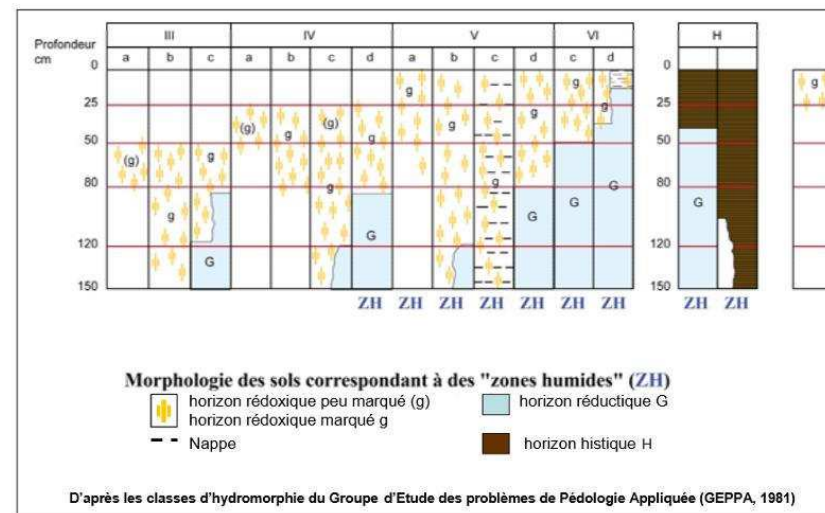 III IV V VI H
Profondeur
cm
a b c a b c d a b c d c d
0 0
25 25
50 50
80 80
120 120
150 150
(g) g g G (g) g (g) g g G g g g g G g G g G G g
ZH ZH ZH ZH ZH ZH ZH ZH ZH
Morphologie des sols correspondant à des "zones humides" (ZH)
horizon rédoxique peu marqué (g)
horizon rédoxique marqué g
Nappe
horizon réductique G
horizon histique H
D'après les classes d'hydromorphie du Groupe d'Etude des problèmes de Pédologie Appliquée (GEPPA, 1981)